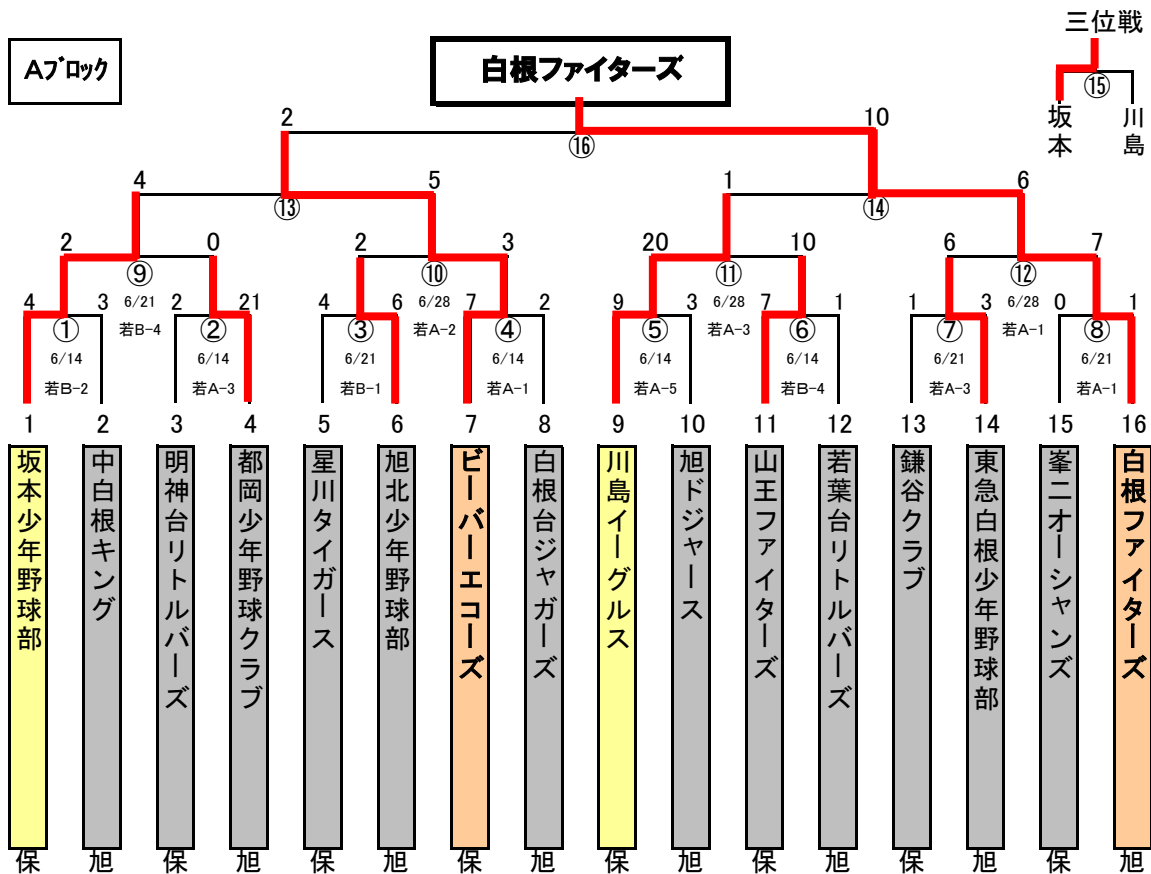 三位戦
Aブロック
白根ファイターズ
⑮
坂本
川島
2
10
⑯
4
5
1
6
⑬
⑭
2
0
2
3
20
10
6
7
⑨
⑩
⑪
⑫
4
3
6/21
2
21
4
6
6/28
7
2
9
3
6/28
7
1
1
3
6/28
0
1
①
若B-4
②
③
若A-2
④
⑤
若A-3
⑥
⑦
若A-1
⑧
6/14
6/14
6/21
6/14
6/14
6/14
6/21
6/21
若B-2
若A-3
若B-1
若A-1
若A-5
若B-4
若A-3
若A-1
1
2
3
4
5
6
7
8
9
10
11
12
13
14
15
16
坂本少年野球部
中白根キング
明神台リトルバーズ
都岡少年野球クラブ
星川タイガース
旭北少年野球部
ビーバーエコーズ
白根台ジャガーズ
川島イーグルス
旭ドジャース
山王ファイターズ
若葉台リトルバーズ
鎌谷クラブ
東急白根少年野球部
峯二オーシャンズ
白根ファイターズ
保
旭
保
旭
保
旭
保
旭
保
旭
保
旭
保
旭
保
旭